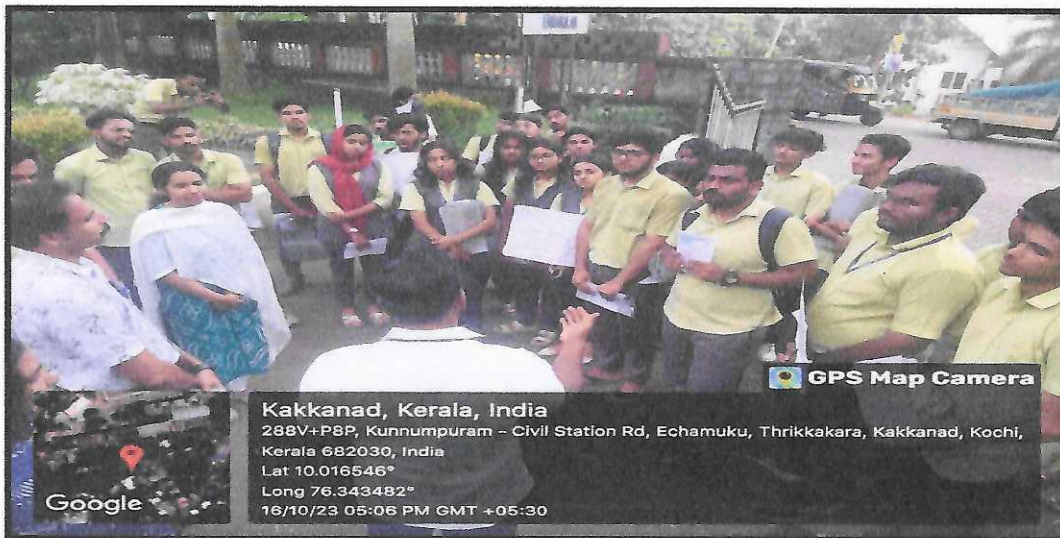 GPS Map Camera
Kakkanad, Kerala, India
288V+P8P, Kunnumpuram - Civil Station Rd, Echamuku, Thrikkakara, Kakkanad, Kochi,
Kerala 682030, India
Lat 10.016546°
Long 76.343482°
16/10/23 05:06 PM GMT +05:30
Google